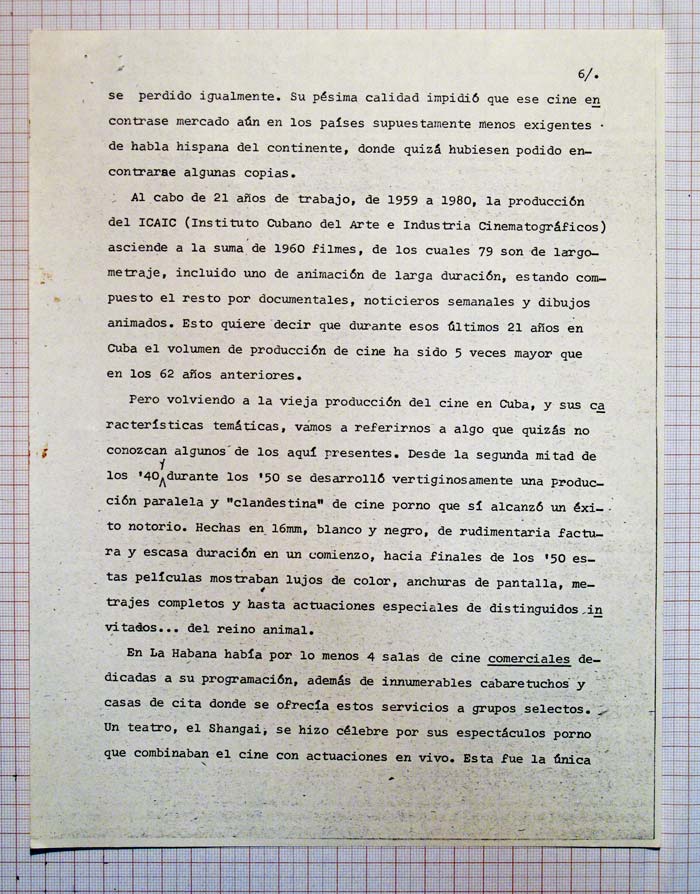 6/.
se perdido igualmente. Su pésima calidad impidió que ese cine en
contrase mercado aún en los países supuestamente menos exigentes
de habla hispana del continente, donde quizá hubiesen podido en-
contrarse algunas copias.
Al cabo de 21 años de trabajo, de 1959 a 1980, la producción
del ICAIC (Instituto Cubano del Arte e Industria Cinematográficos)
asciende a la suma de 1960 filmes, de los cuales 79 son de largo-
metraje, incluido uno de animación de larga duración, estando com-
puesto el resto por documentales, noticieros semanales y dibujos
animados. Esto quiere decir que durante esos últimos 21 años en
Cuba el volumen de producción de cine ha sido 5 veces mayor que
en los 62 años anteriores.
Pero volviendo a la vieja producción del cine en Cuba, y sus ca
racterísticas temáticas, vamos a referirnos a algo que quizás no
conozcan algunos de los aquí presentes. Desde la segunda mitad de
los '40 y durante los '50 se desarrolló vertiginosamente una produc-
ción paralela y "clandestina" de cine porno que sí alcanzó un éxi-
to notorio. Hechas en 16mm, blanco y negro, de rudimentaria factu-
ra y escasa duración en un comienzo, hacia finales de los '50 es-
tas películas mostraban lujos de color, anchuras de pantalla, me-
trajes completos y hasta actuaciones especiales de distinguidos in
vitados... del reino animal.
En La Habana había por lo menos 4 salas de cine comerciales de-
dicadas a su programación, además de innumerables cabaretuchos y
casas de cita donde se ofrecía estos servicios a grupos selectos.
Un teatro, el Shangai, se hizo célebre por sus espectáculos porno
que combinaban el cine con actuaciones en vivo. Esta fue la única